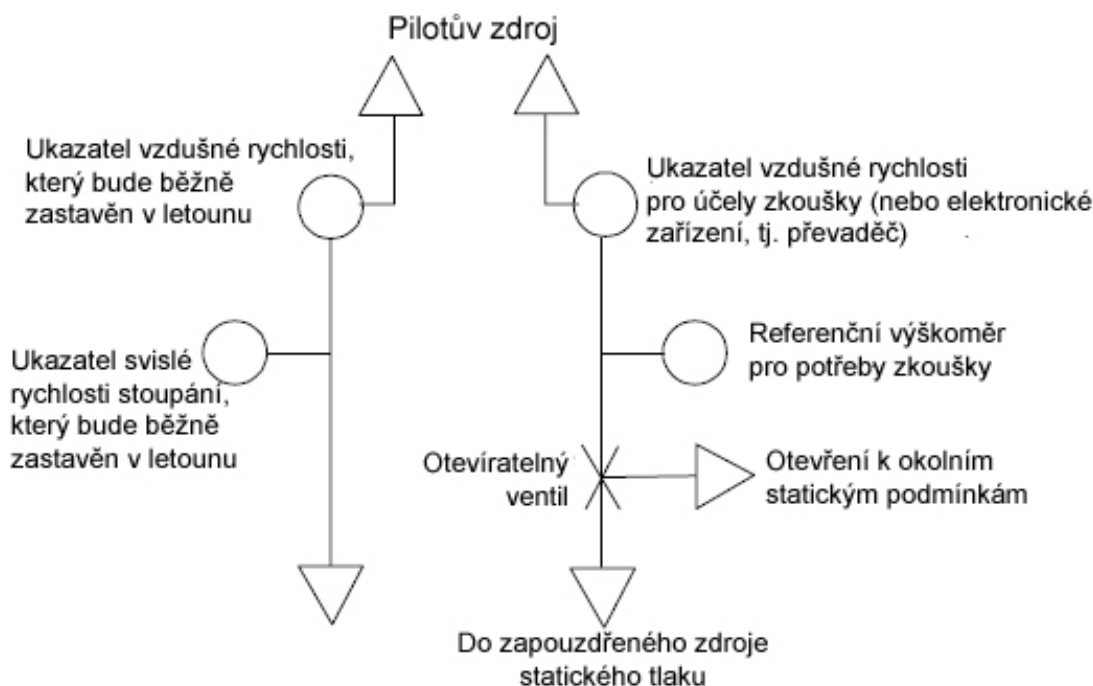 Pilotův zdroj
Ukazatel vzdušné rychlosti,
který bude běžně
zastavěn v letounu
Ukazatel vzdušné rychlosti
pro účely zkoušky (nebo elektronické
zařízení, tj. převaděč)
Ukazatel svislé
rychlosti stoupání,
který bude běžně
zastavěn v letounu
Referenční výškoměr
pro potřeby zkoušky
Otevíratelný
ventil
Otevření k okolním
statickým podmínkám
Do zapouzdřeného zdroje
statického tlaku